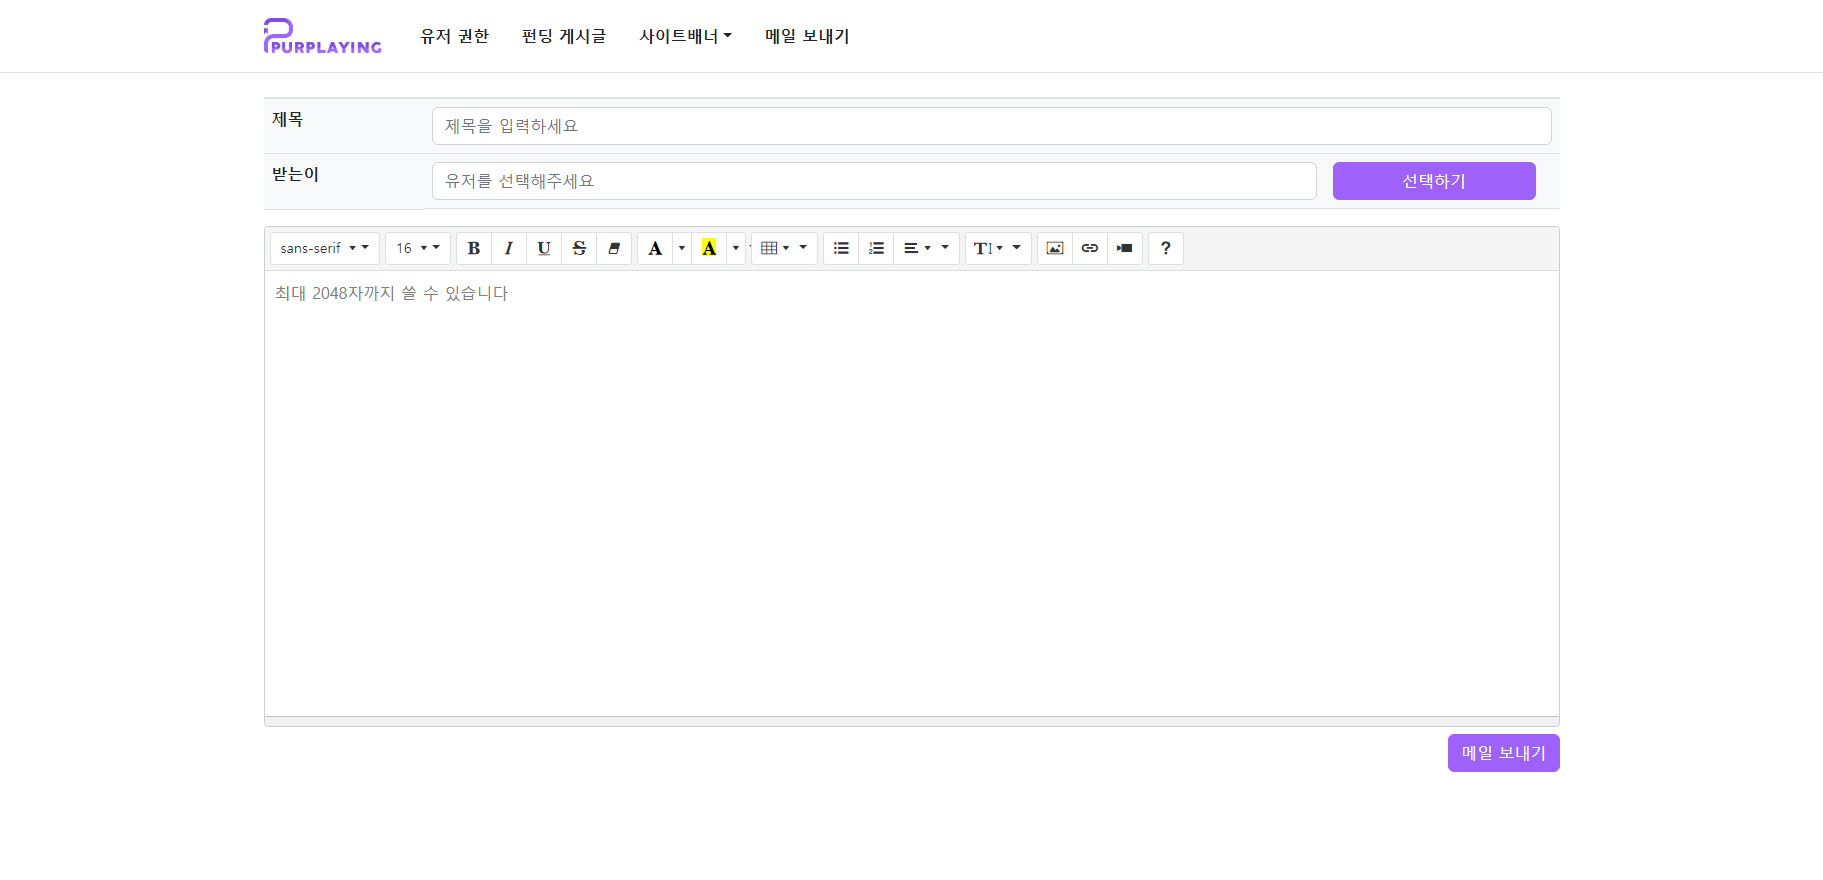 PURPLAYING 유저 권한 펀딩 게시글 사이트배너 메일 보내기
제목 제목을 입력하세요
받는이 유저를 선택해주세요 선택하기
sans-serif 16 B I U S A A T ?
최대 2048자까지 쓸 수 있습니다
메일 보내기